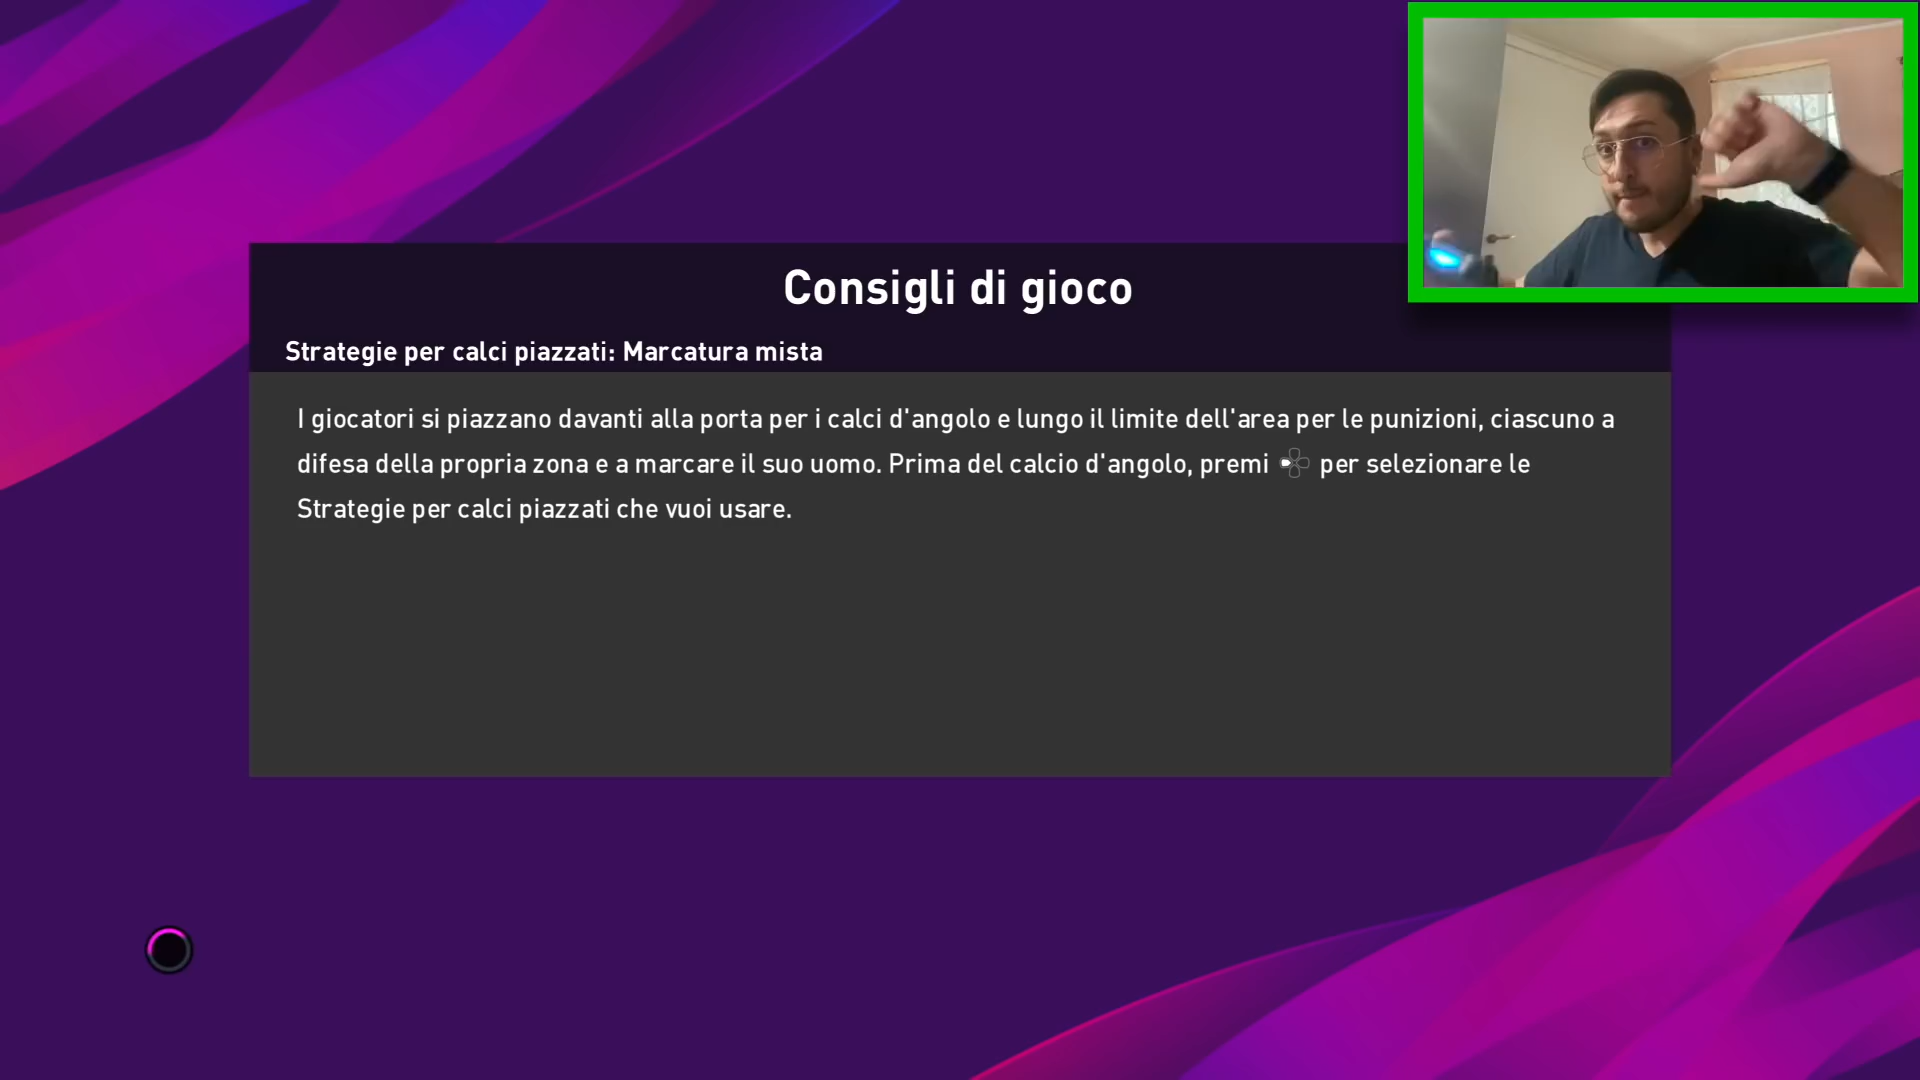 Consigli di gioco
Strategie per calci piazzati: Marcatura mista
I giocatori si piazzano davanti alla porta per i calci d'angolo e lungo il limite dell'area per le punizioni, ciascuno a
difesa della propria zona e a marcare il suo uomo. Prima del calcio d'angolo, premi per selezionare le
Strategie per calci piazzati che vuoi usare.